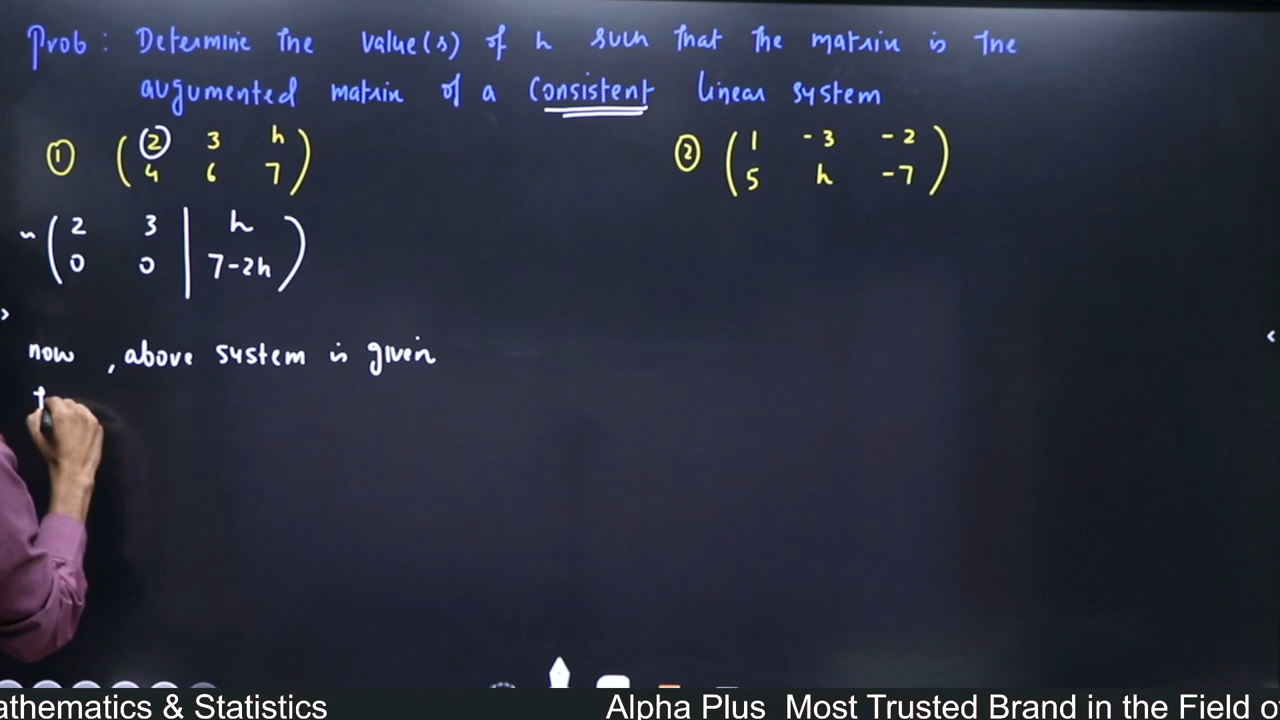 Prob : Determine the value(s) of h such that the matrix is the
augumented matrix of a consistent linear system
① ( 2 3 h
4 6 7 )
~ ( 2 3 | h
0 0 | 7-2h )
now , above system is given
② ( 1 -3 -2
5 h -7 )
athematics & Statistics Alpha Plus Most Trusted Brand in the Field o